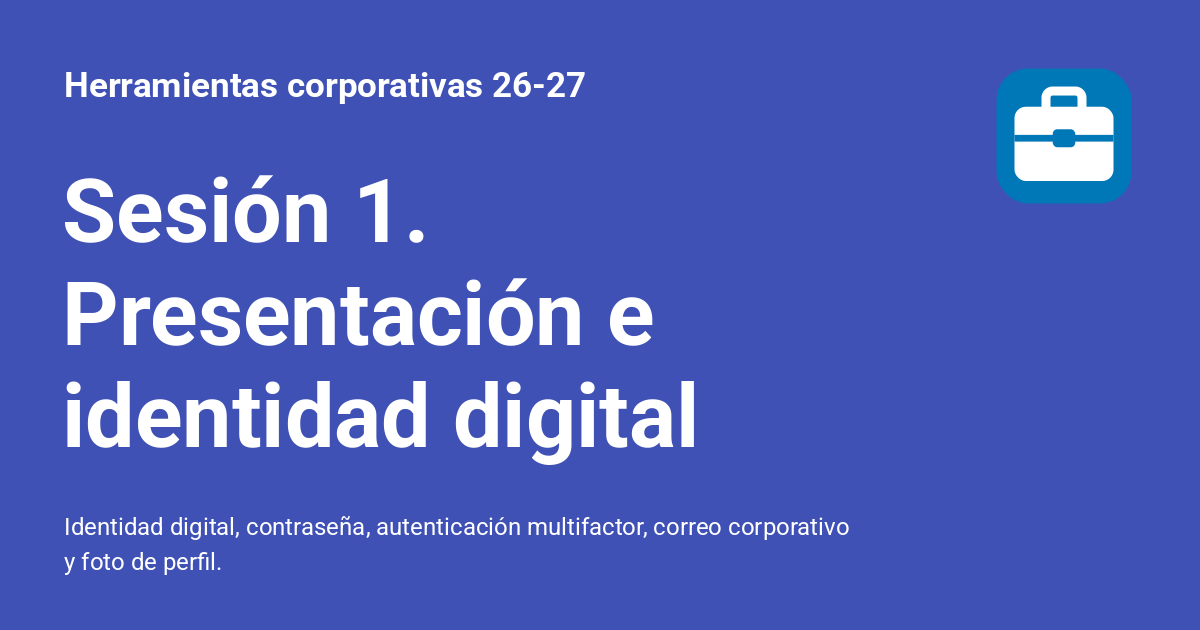 Herramientas corporativas 26-27
Sesión 1.
Presentación e
identidad digital
Identidad digital, contraseña, autenticación multifactor, correo corporativo
y foto de perfil.